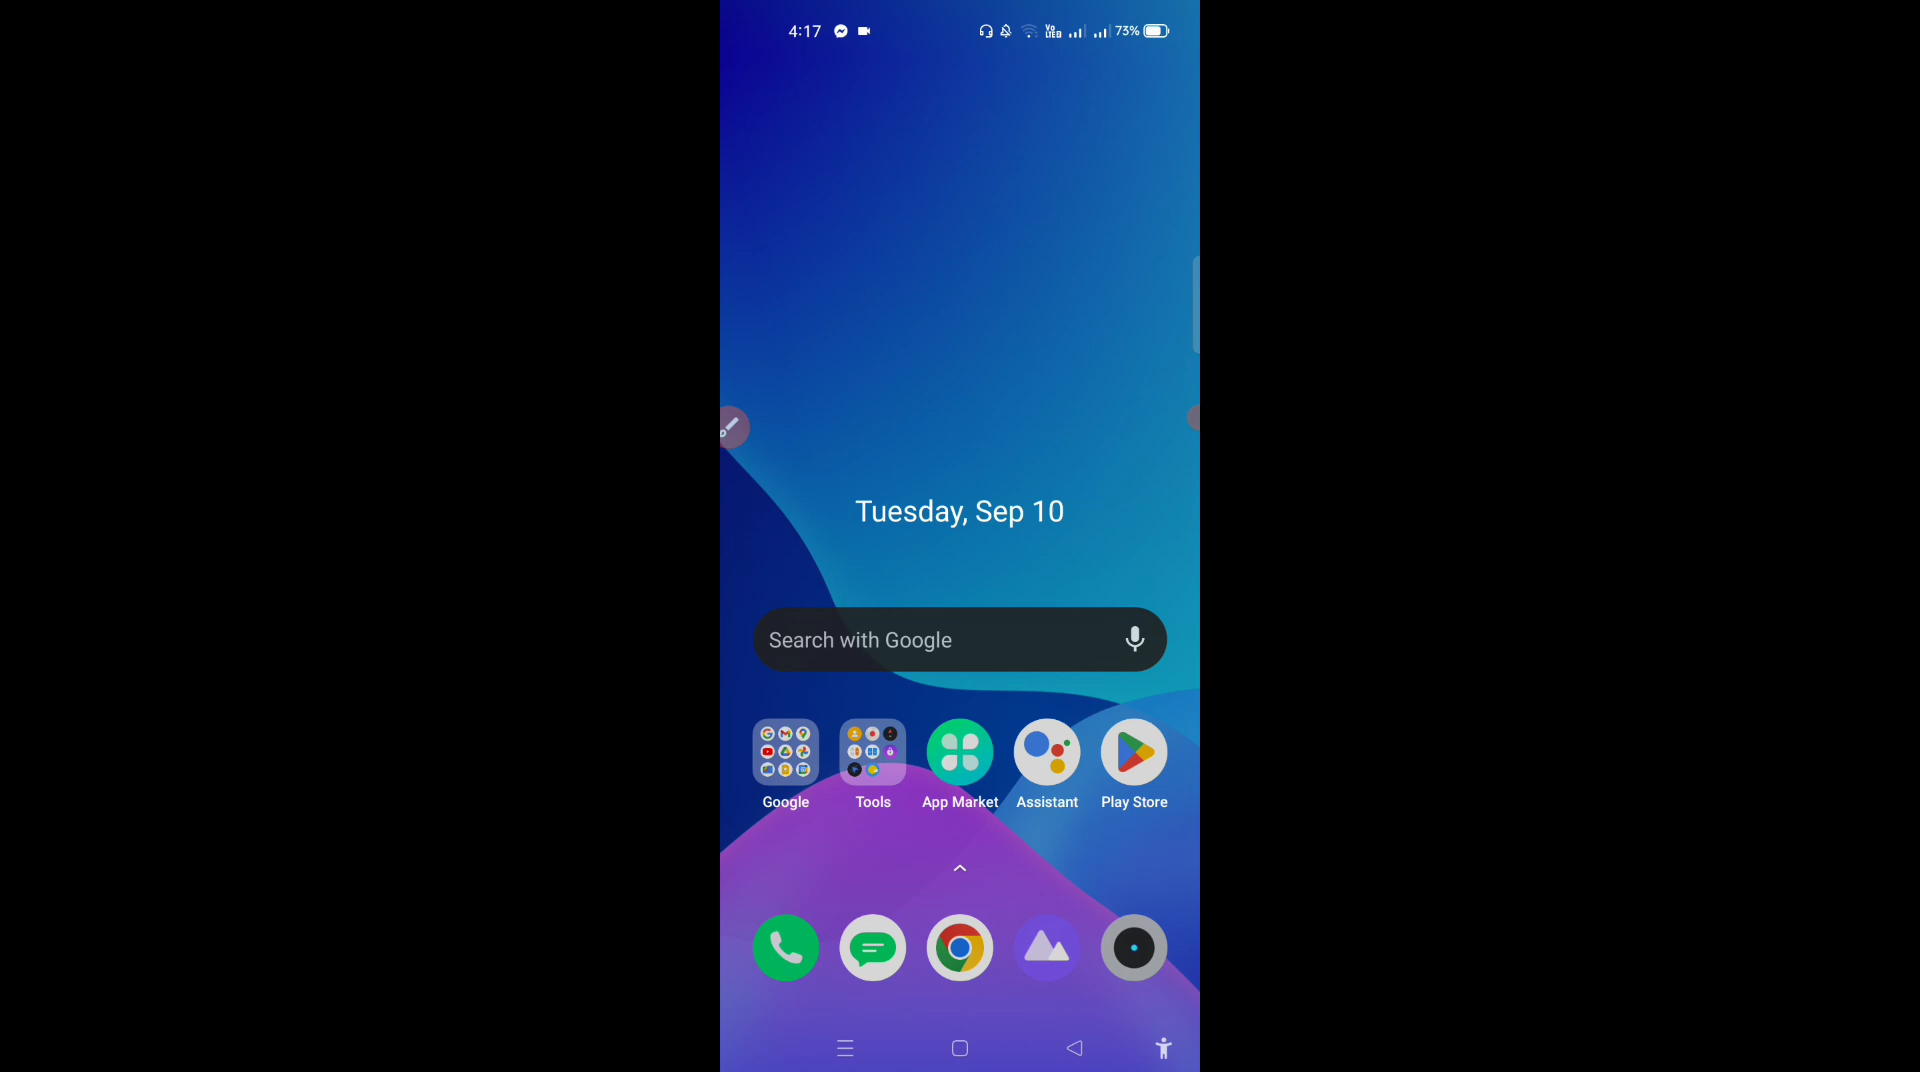 4:17 73%
Tuesday, Sep 10
Search with Google
Google Tools App Market Assistant Play Store